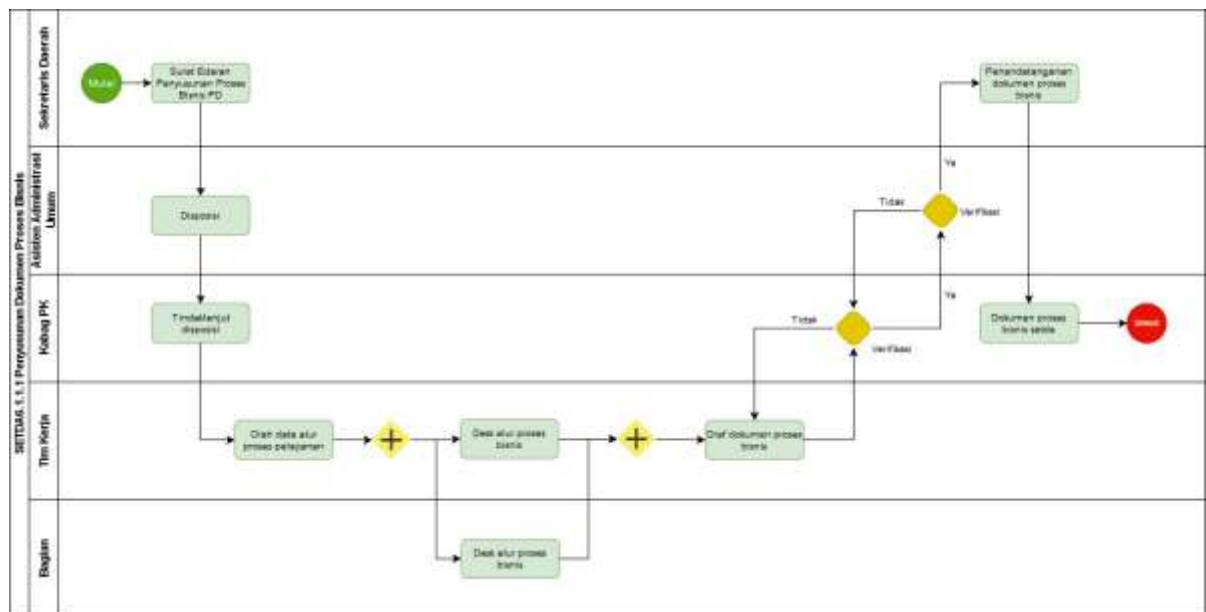 SETDA6.1.1.1 Penyusunan Dokumen Proses Bisnis
Sekretaris Daerah
Mulai
Surat Edaran
Penyusunan Proses
Bisnis PD
Penandatanganan
dokumen proses
bisnis
Asisten Administrasi
Umum
Disposisi
Ya
Tidak
Verifikasi
Kabag PK
Tindaklanjut
disposisi
Tidak
Ya
Verifikasi
Dokumen proses
bisnis setda
Tim Kerja
Olah data alur
proses pelayanan
Desk alur proses
bisnis
Draf dokumen proses
bisnis
Bagian
Desk alur proses
bisnis